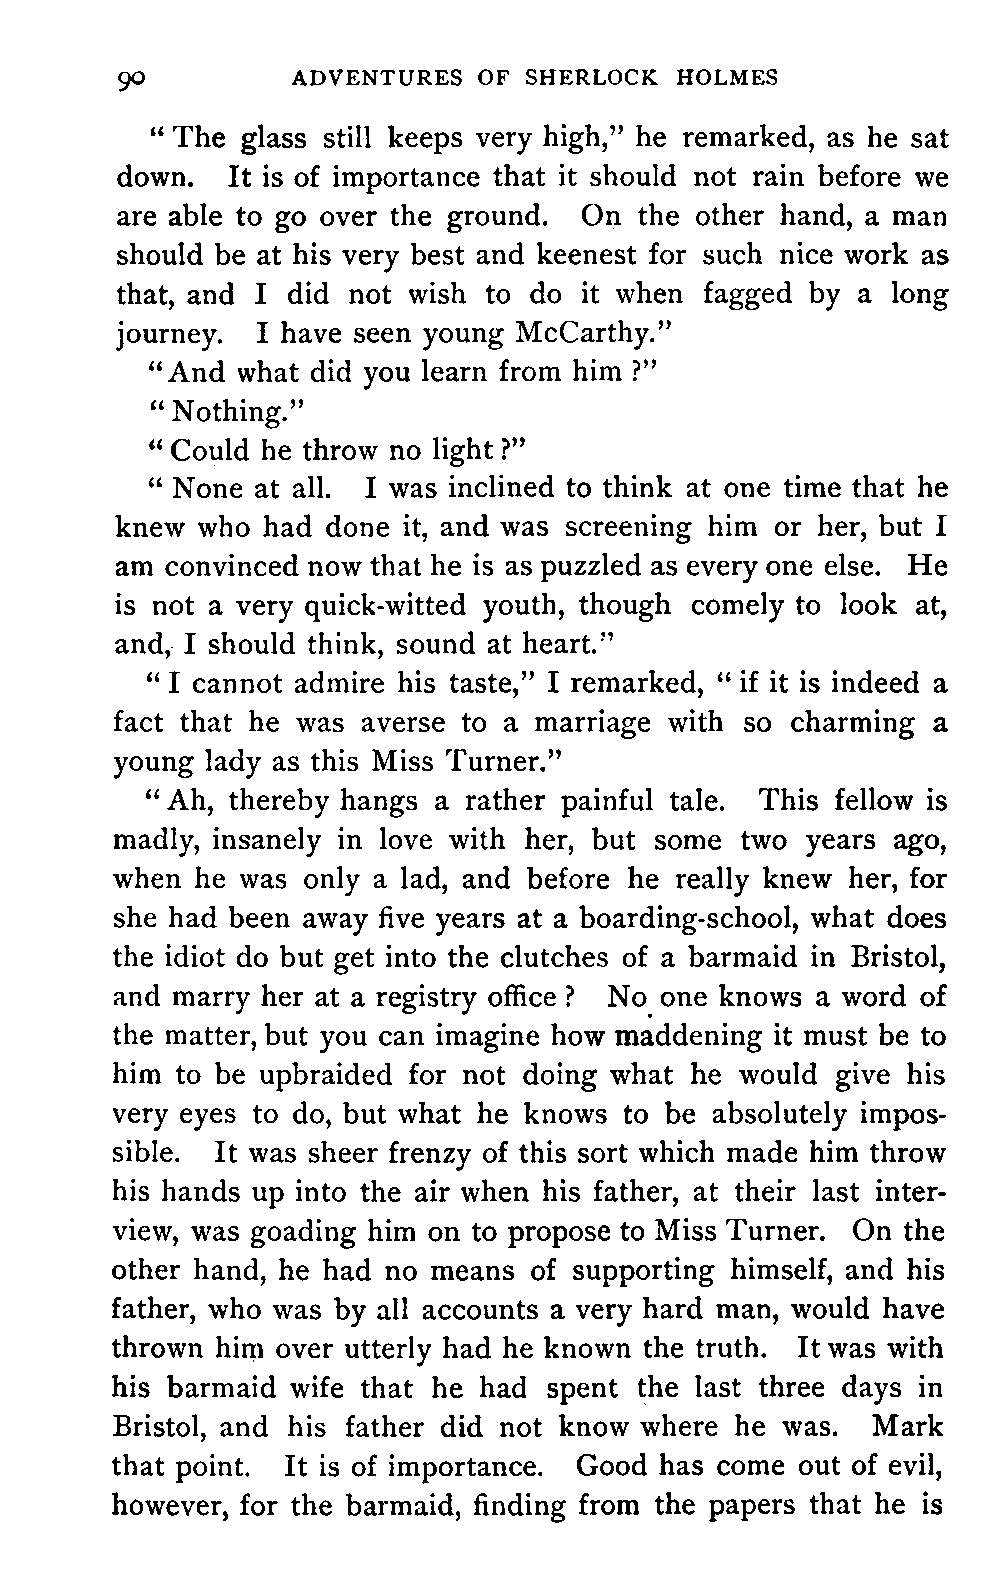 90 ADVENTURES OF SHERLOCK HOLMES
“The glass still keeps very high,” he remarked, as he sat
down. It is of importance that it should not rain before we
are able to go over the ground. On the other hand, a man
should be at his very best and keenest for such nice work as
that, and I did not wish to do it when fagged by a long
journey. I have seen young McCarthy.”
“And what did you learn from him?”
“Nothing.”
“Could he throw no light?”
“None at all. I was inclined to think at one time that he
knew who had done it, and was screening him or her, but I
am convinced now that he is as puzzled as every one else. He
is not a very quick-witted youth, though comely to look at,
and, I should think, sound at heart.”
“I cannot admire his taste,” I remarked, “if it is indeed a
fact that he was averse to a marriage with so charming a
young lady as this Miss Turner.”
“Ah, thereby hangs a rather painful tale. This fellow is
madly, insanely in love with her, but some two years ago,
when he was only a lad, and before he really knew her, for
she had been away five years at a boarding-school, what does
the idiot do but get into the clutches of a barmaid in Bristol,
and marry her at a registry office? No one knows a word of
the matter, but you can imagine how maddening it must be to
him to be upbraided for not doing what he would give his
very eyes to do, but what he knows to be absolutely impos-
sible. It was sheer frenzy of this sort which made him throw
his hands up into the air when his father, at their last inter-
view, was goading him on to propose to Miss Turner. On the
other hand, he had no means of supporting himself, and his
father, who was by all accounts a very hard man, would have
thrown him over utterly had he known the truth. It was with
his barmaid wife that he had spent the last three days in
Bristol, and his father did not know where he was. Mark
that point. It is of importance. Good has come out of evil,
however, for the barmaid, finding from the papers that he is